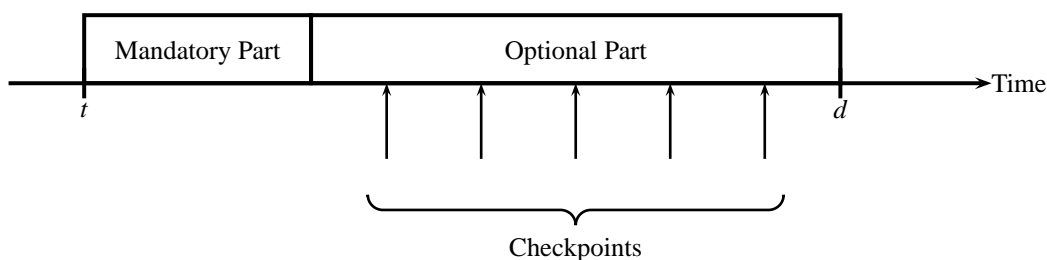 Mandatory Part
Optional Part
Time
t
d
Checkpoints